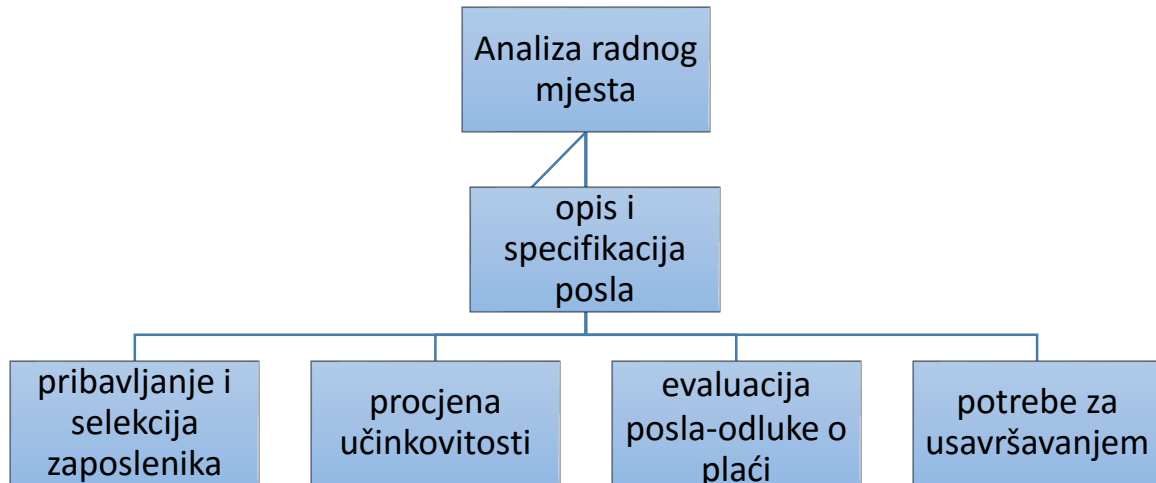 Analiza radnog
mjesta
opis i
specifikacija
posla
pribavljanje i
selekcija
zaposlenika
procjena
učinkovitosti
evaluacija
posla-odluke o
plaći
potrebe za
usavršavanjem